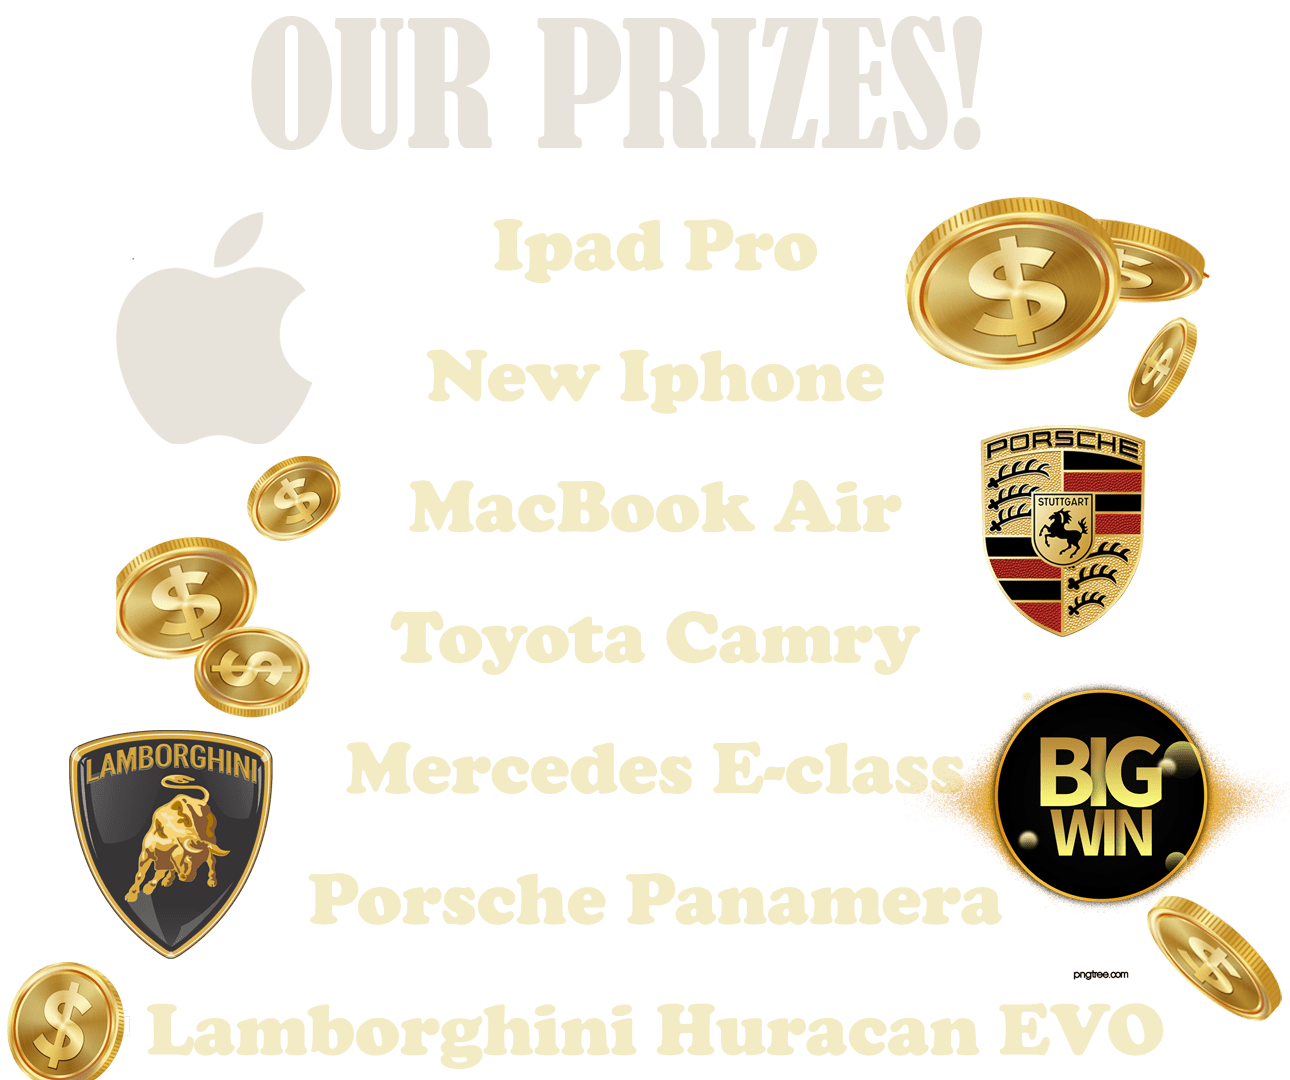 OUR PRIZES!
Ipad Pro
New Iphone
MacBook Air
PORSCHE
STUTTGART
Toyota Camry
LAMBORGHINI
Mercedes E-class
BIG
WIN
Porsche Panamera
pngtree.com
Lamborghini Huracan EVO